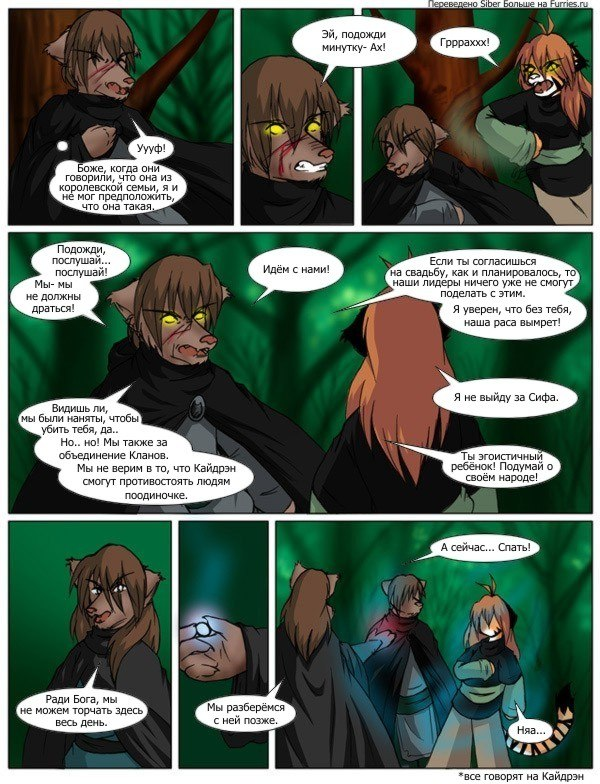 Переведено Siber Больше на Furries.ru
Уууф!
Боже, когда они
говорили, что она из
королевской семьи, я и
не мог предположить,
что она такая.
Эй, подожди
минутку- Ах!
Гррраххх!
Подожди,
послушай...
послушай!
Мы- мы
не должны
драться!
Идём с нами!
Если ты согласишься
на свадьбу, как и планировалось, то
наши лидеры ничего уже не смогут
поделать с этим.
Я уверен, что без тебя,
наша раса вымрет!
Я не выйду за Сифа.
Видишь ли,
мы были наняты, чтобы
убить тебя, да..
Но.. но! Мы также за
объединение Кланов.
Мы не верим в то, что Кайдрэн
смогут противостоять людям
поодиночке.
Ты эгоистичный
ребёнок! Подумай о
своём народе!
Ради Бога, мы
не можем торчать здесь
весь день.
Мы разберёмся
с ней позже.
А сейчас... Спать!
Няа...
*все говорят на Кайдрэн